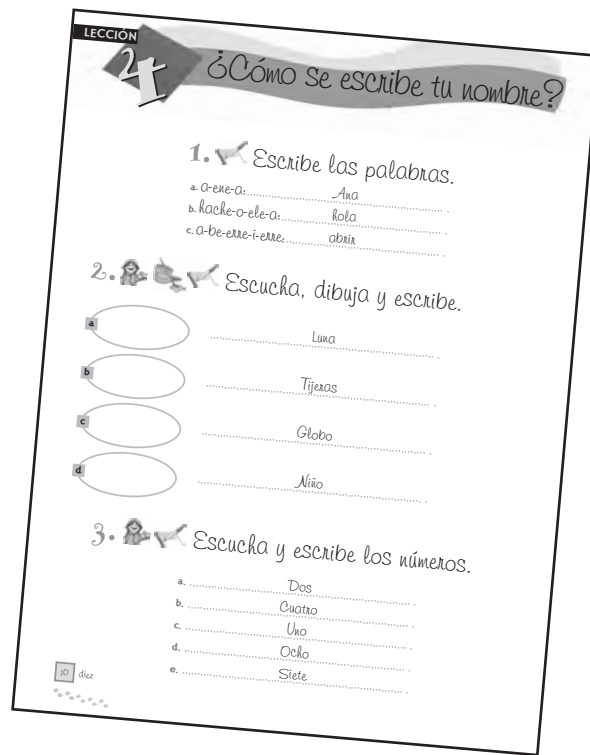 LECCIÓN
21
¿Cómo se escribe tu nombre?
1. Escribe las palabras.
a. a-ene-a: Ana .
b. hache-o-ele-a: hola .
c. a-be-erre-i-erre: abrir .
2. Escucha, dibuja y escribe.
a Luna .
b Tijeras .
c Globo .
d Niño .
3. Escucha y escribe los números.
a. Dos .
b. Cuatro .
c. Uno .
d. Ocho .
e. Siete .
10 diez